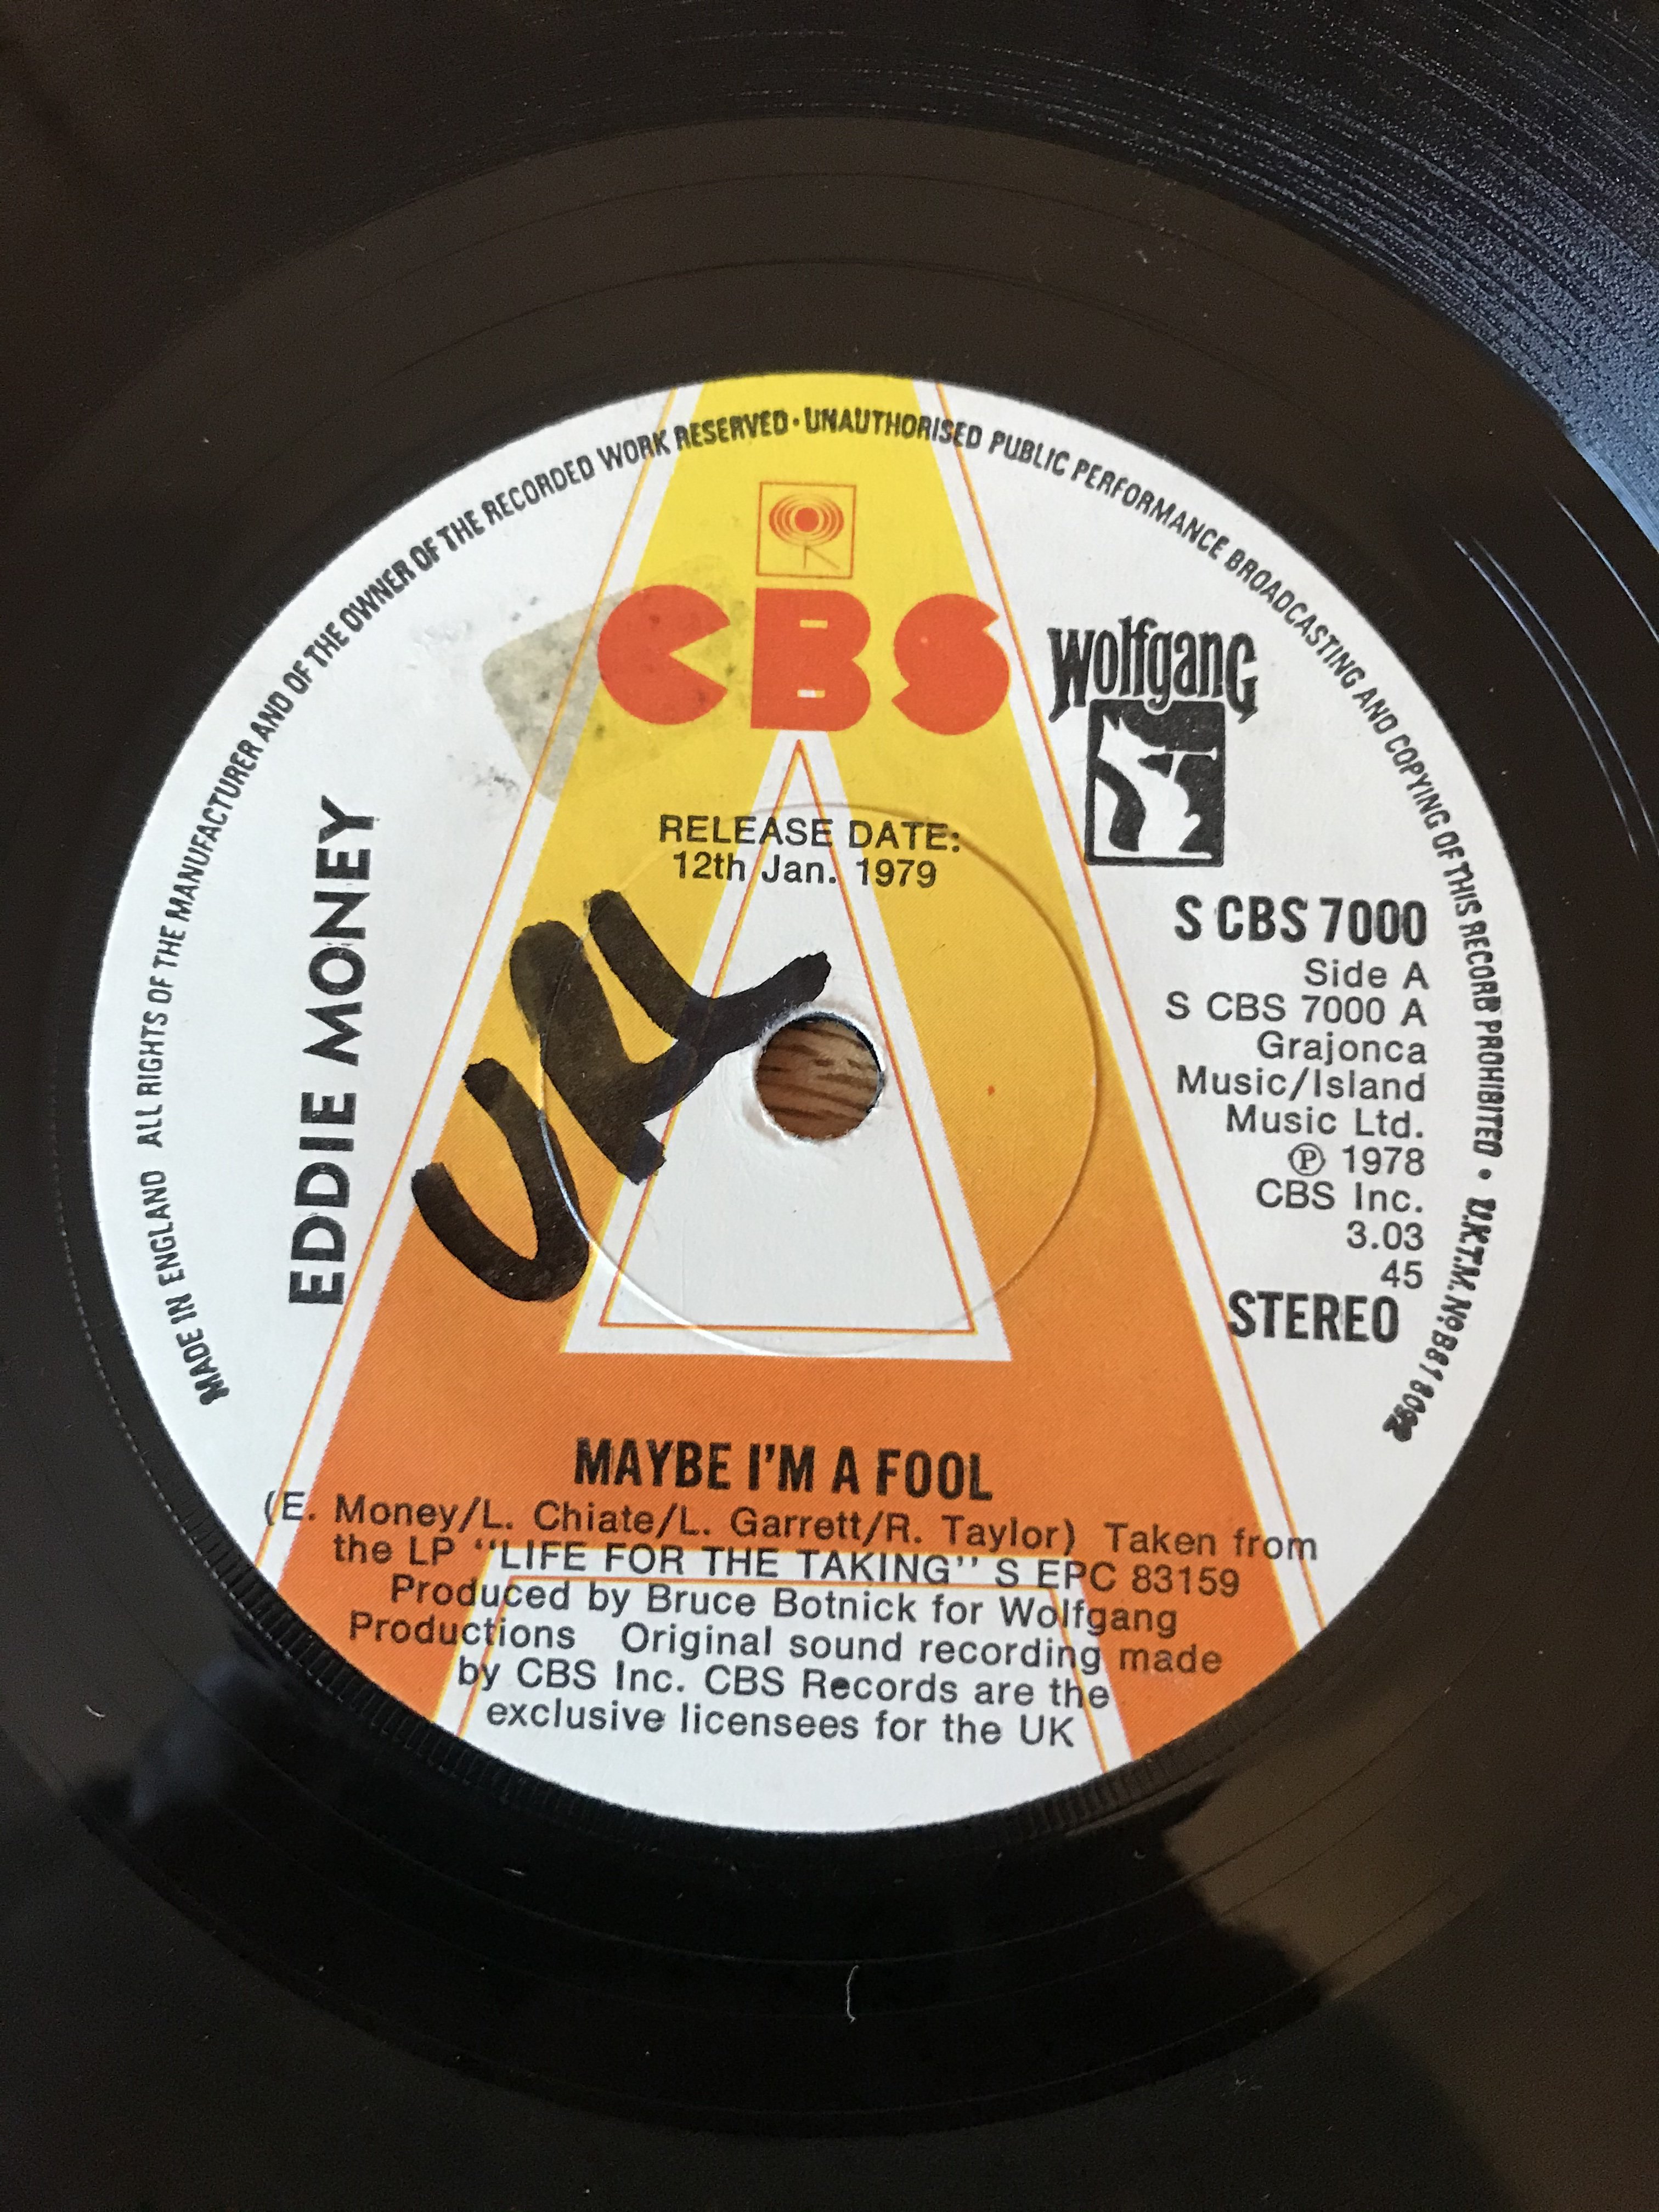 MADE IN ENGLAND ALL RIGHTS OF THE MANUFACTURER AND OF THE OWNER OF THE RECORDED WORK RESERVED · UNAUTHORISED PUBLIC PERFORMANCE BROADCASTING AND COPYING OF THIS RECORD PROHIBITED · U.K.T.M. Nº B818092
CBS
wolfgang
EDDIE MONEY
RELEASE DATE:
12th Jan. 1979
S CBS 7000
Side A
S CBS 7000 A
Grajonca
Music/Island
Music Ltd.
℗ 1978
CBS Inc.
3.03
45
STEREO
MAYBE I'M A FOOL
(E. Money/L. Chiate/L. Garrett/R. Taylor) Taken from
the LP "LIFE FOR THE TAKING" S EPC 83159
Produced by Bruce Botnick for Wolfgang
Productions Original sound recording made
by CBS Inc. CBS Records are the
exclusive licensees for the UK